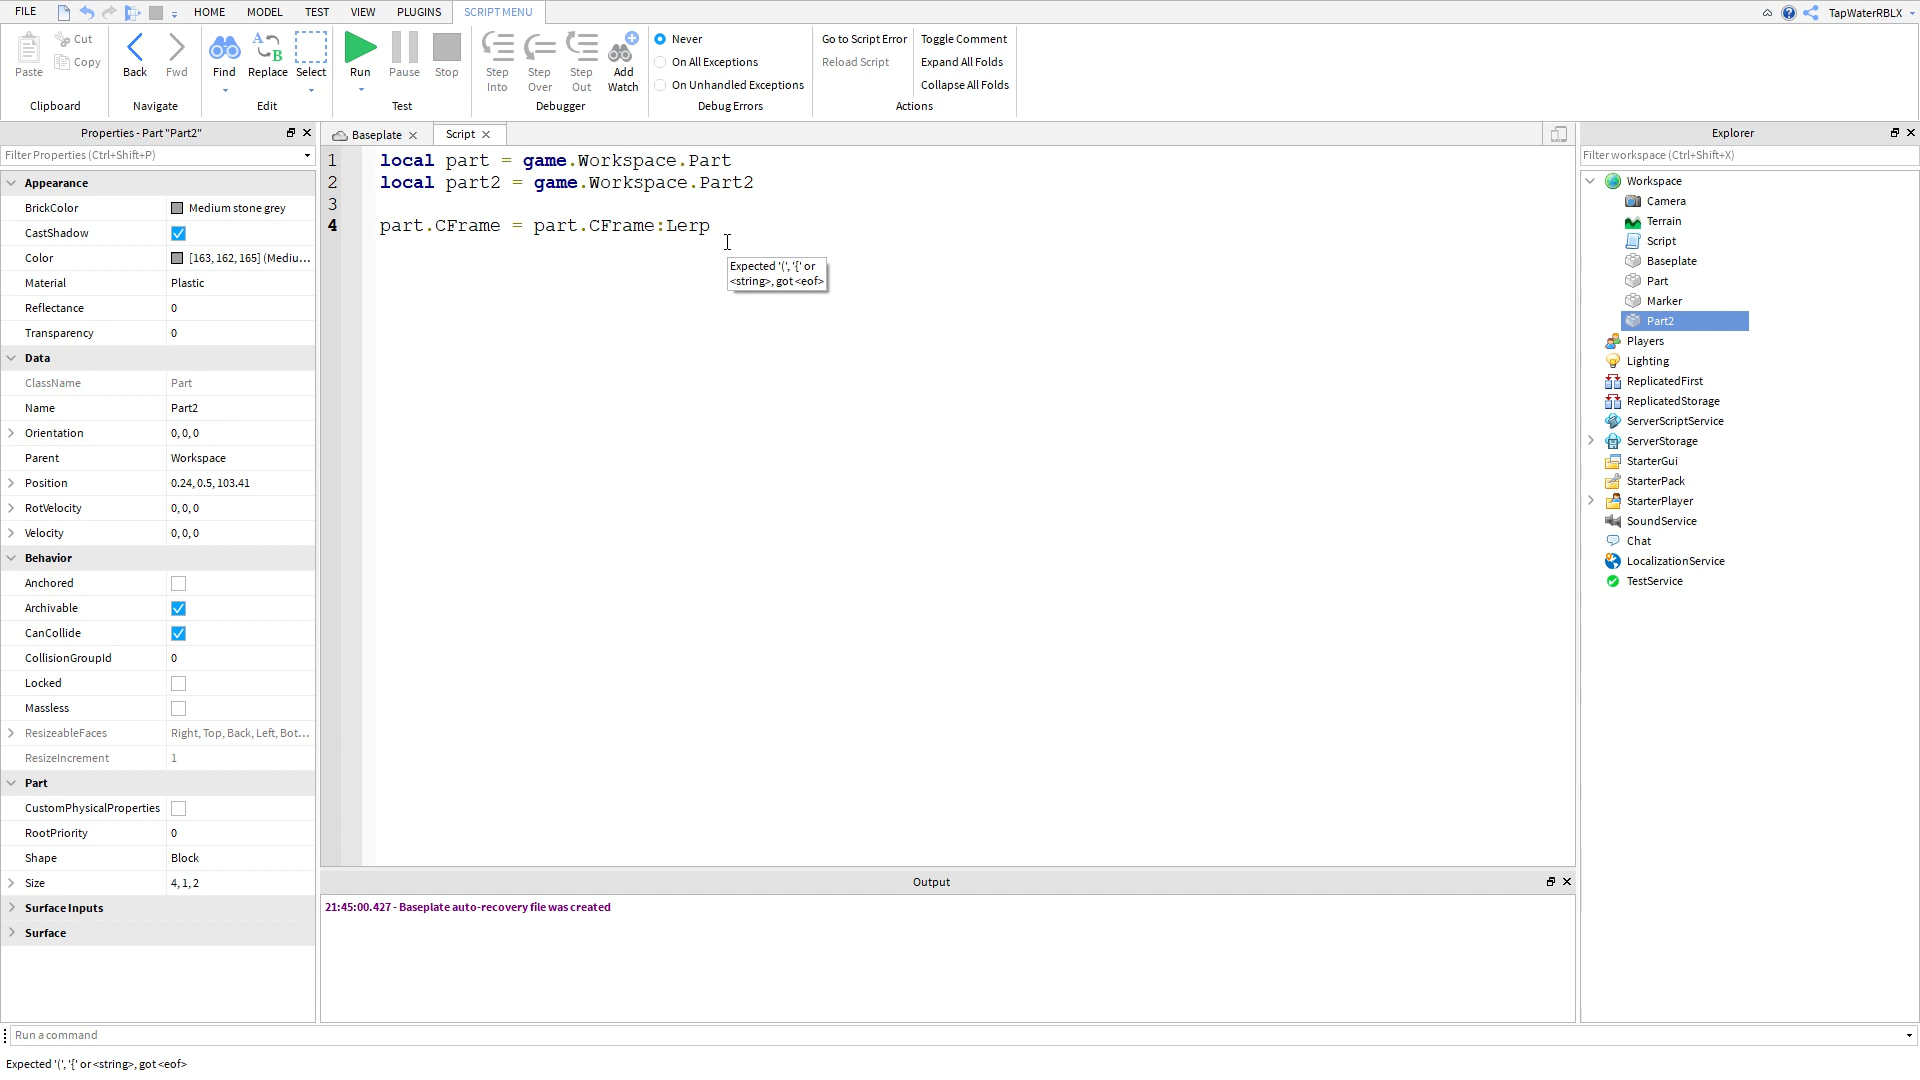 FILE HOME MODEL TEST VIEW PLUGINS SCRIPT MENU TapWaterRBLX
Paste Cut Copy Clipboard
Back Fwd Navigate
Find Replace Select Edit
Run Pause Stop Test
Step Into Step Over Step Out Add Watch Debugger
Never
On All Exceptions
On Unhandled Exceptions
Debug Errors
Go to Script Error
Reload Script
Toggle Comment
Expand All Folds
Collapse All Folds
Actions
Properties - Part "Part2"
Filter Properties (Ctrl+Shift+P)
Appearance
BrickColor Medium stone grey
CastShadow
Color [163, 162, 165] (Mediu...
Material Plastic
Reflectance 0
Transparency 0
Data
ClassName Part
Name Part2
Orientation 0, 0, 0
Parent Workspace
Position 0.24, 0.5, 103.41
RotVelocity 0, 0, 0
Velocity 0, 0, 0
Behavior
Anchored
Archivable
CanCollide
CollisionGroupId 0
Locked
Massless
ResizeableFaces Right, Top, Back, Left, Bot...
ResizeIncrement 1
Part
CustomPhysicalProperties
RootPriority 0
Shape Block
Size 4, 1, 2
Surface Inputs
Surface
Baseplate Script
1 local part = game.Workspace.Part
2 local part2 = game.Workspace.Part2
3
4 part.CFrame = part.CFrame:Lerp
Expected '(', '{' or
<string>, got <eof>
Output
21:45:00.427 - Baseplate auto-recovery file was created
Explorer
Filter workspace (Ctrl+Shift+X)
Workspace
Camera
Terrain
Script
Baseplate
Part
Marker
Part2
Players
Lighting
ReplicatedFirst
ReplicatedStorage
ServerScriptService
ServerStorage
StarterGui
StarterPack
StarterPlayer
SoundService
Chat
LocalizationService
TestService
Run a command
Expected '(', '{' or <string>, got <eof>